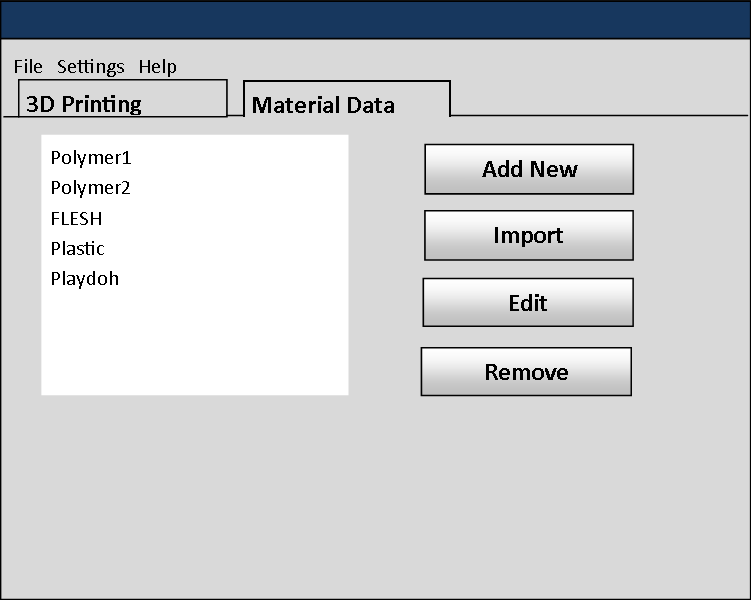 File Settings Help
3D Printing
Material Data
Polymer1
Polymer2
FLESH
Plastic
Playdoh
Add New
Import
Edit
Remove